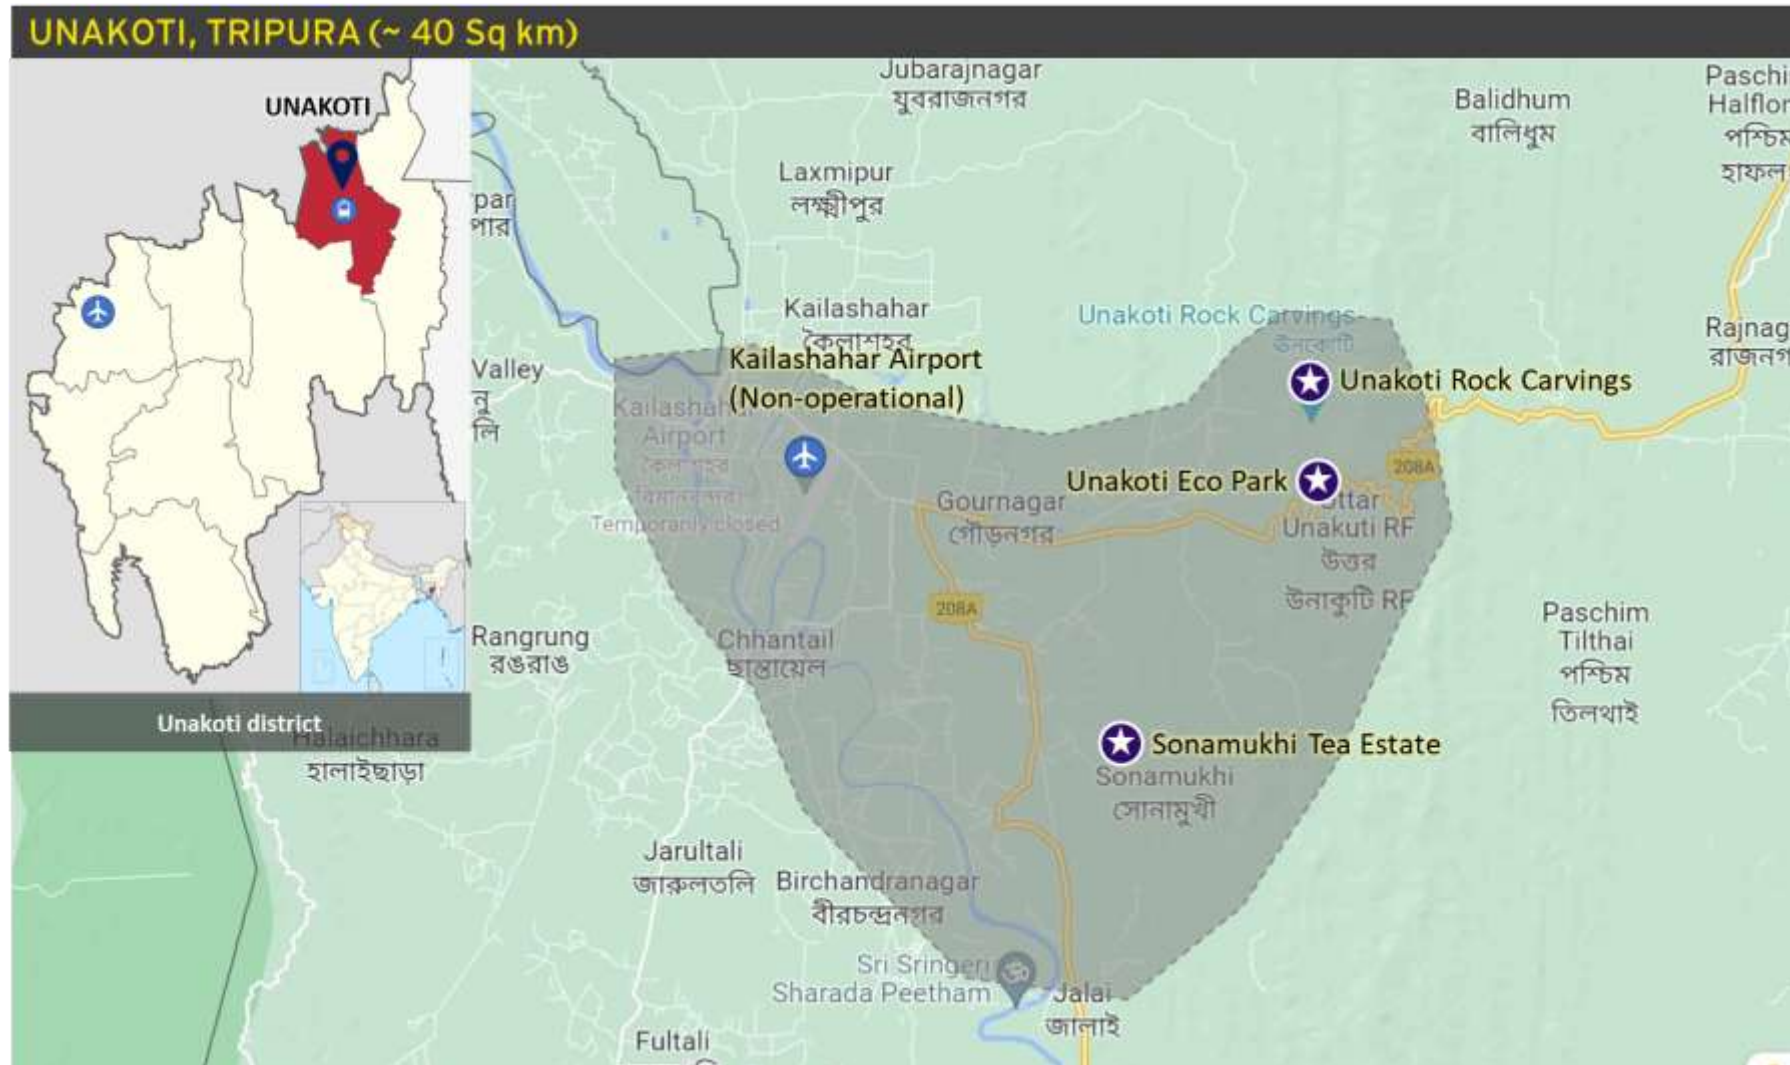 UNAKOTI, TRIPURA (~ 40 Sq km)
UNAKOTI
Unakoti district
Jubarajnagar
যুবরাজনগর
Balidhum
বালিধুম
পশ্চিম
Laxmipur
লক্ষ্মীপুর
Kailashahar
কৈলাশহর
Kailashahar Airport
(Non-operational)
Airport
Temporarily closed
Valley
Unakoti Rock Carvings
উনকোটি
Unakoti Rock Carvings
Unakoti Eco Park
208A
Uttar
Unakuti RF
উত্তর
উনাকুটি RF
Gournagar
গৌড়নগর
208A
Rangrung
রঙরাঙ
Chhantail
ছান্তায়েল
Paschim
Tilthai
পশ্চিম
তিলথাই
Halaichhara
হালাইছাড়া
Sonamukhi Tea Estate
Sonamukhi
সোনামুখী
Jarultali
জারুলতলি
Birchandranagar
বীরচন্দ্রনগর
Sri Sringeri
Sharada Peetham
Jalai
জালাই
Fultali